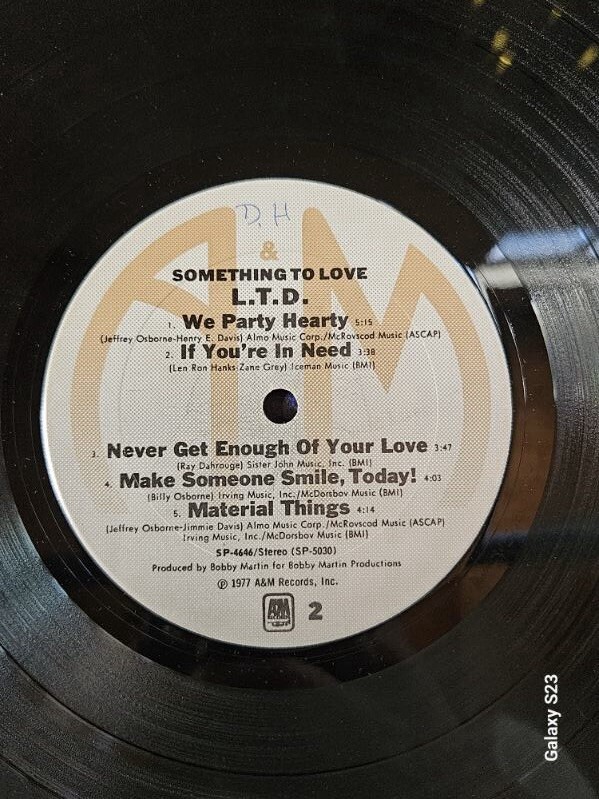 D. H
A&M
SOMETHING TO LOVE
L.T.D.
1. We Party Hearty 5:15
(Jeffrey Osborne-Henry E. Davis) Almo Music Corp./McRovscod Music (ASCAP)
2. If You're In Need 3:38
(Len Ron Hanks-Zane Grey) Iceman Music (BMI)
3. Never Get Enough Of Your Love 3:47
(Ray Dahrouge) Sister John Music, Inc. (BMI)
4. Make Someone Smile, Today! 4:03
(Billy Osborne) Irving Music, Inc./McDorsbov Music (BMI)
5. Material Things 4:14
(Jeffrey Osborne-Jimmie Davis) Almo Music Corp./McRovscod Music (ASCAP)
Irving Music, Inc./McDorsbov Music (BMI)
SP-4646/Stereo (SP-5030)
Produced by Bobby Martin for Bobby Martin Productions
℗ 1977 A&M Records, Inc.
A&M 2
Galaxy S23